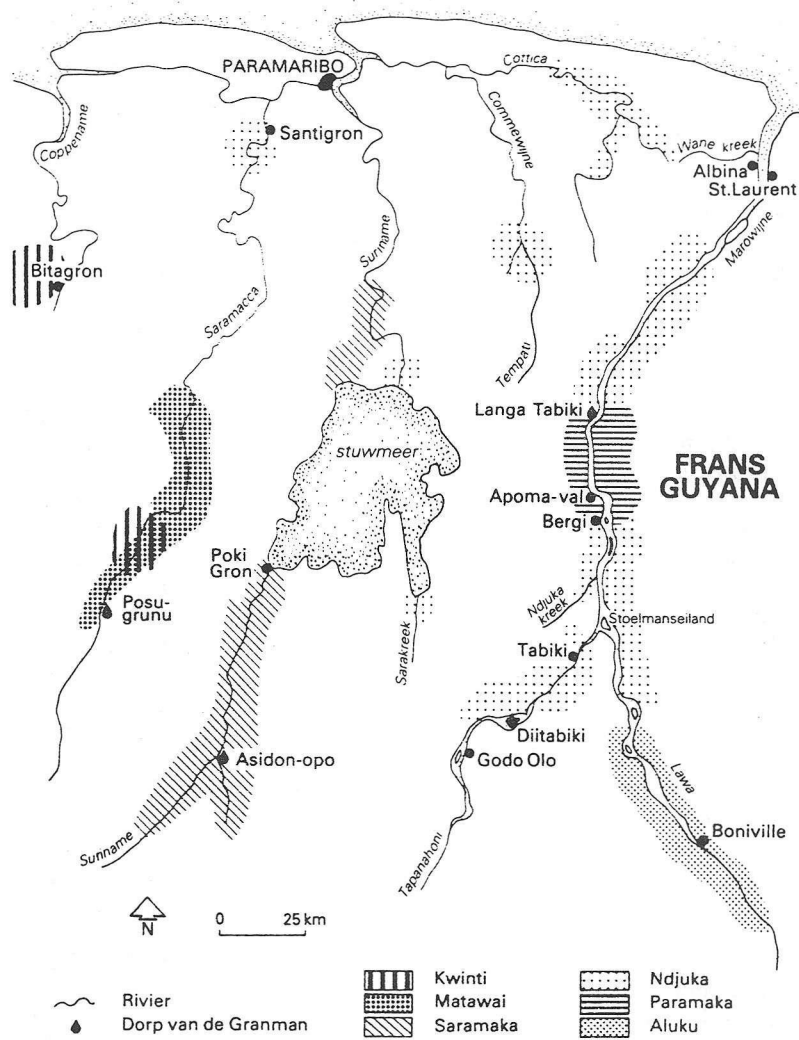 PARAMARIBO
Coppename
Santigron
Cottica
Commewijne
Wane kreek
Albina
St.Laurent
Marowijne
Bitagron
Saramacca
Suriname
Tempati
Langa Tabiki
stuwmeer
FRANS
GUYANA
Apoma-val
Bergi
Poki
Gron
Posu-
grunu
Ndjuka
kreek
Stoelmanseiland
Sarakreek
Tabiki
Diitabiki
Asidon-opo
Godo Olo
Lawa
Suriname
Boniville
Tapanahoni
N
0 25 km
Rivier
Dorp van de Granman
Kwinti
Matawai
Saramaka
Ndjuka
Paramaka
Aluku